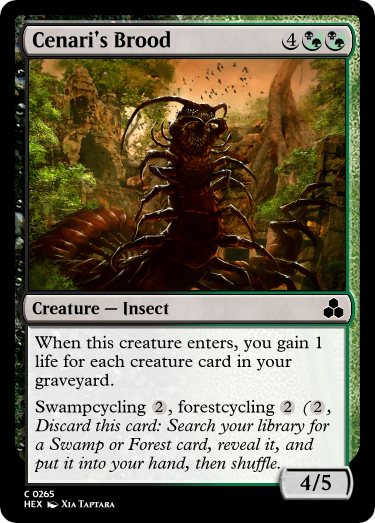 Cenari's Brood 4
Creature — Insect
When this creature enters, you gain 1
life for each creature card in your
graveyard.
Swampcycling 2, forestcycling 2 (2,
Discard this card: Search your library for
a Swamp or Forest card, reveal it, and
put it into your hand, then shuffle.
4/5
C 0265
HEX Xia Taptara